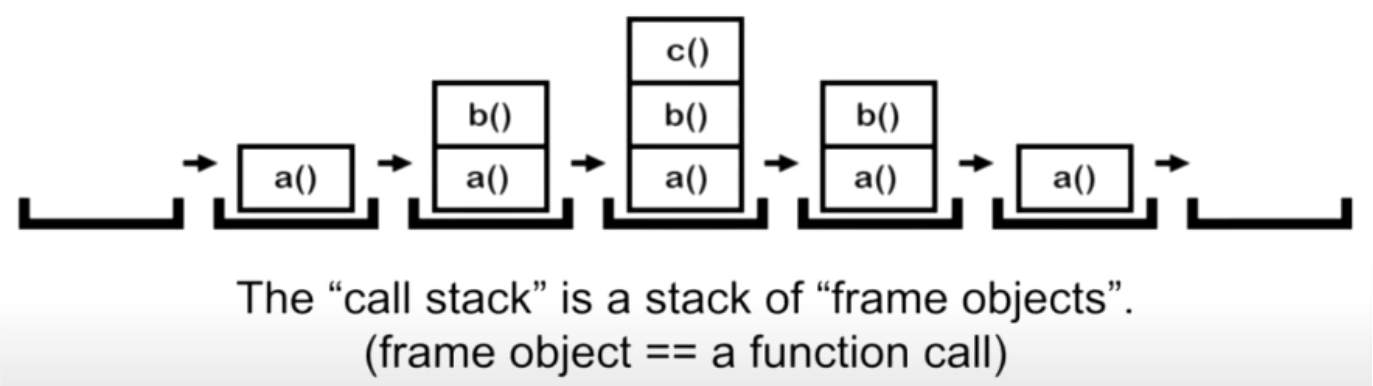 c()
b()
b()
b()
a()
a()
a()
a()
a()
The “call stack” is a stack of “frame objects”.
(frame object == a function call)